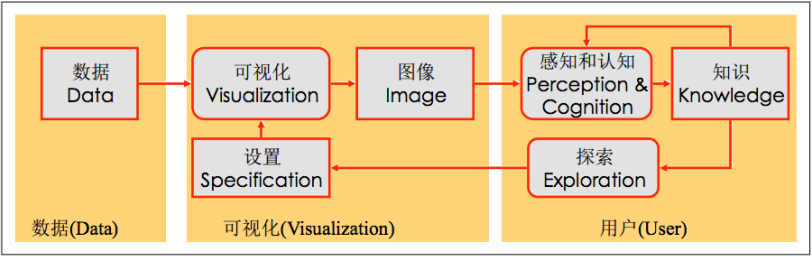 数据
Data
可视化
Visualization
图像
Image
感知和认知
Perception &
Cognition
知识
Knowledge
设置
Specification
探索
Exploration
数据(Data)
可视化(Visualization)
用户(User)